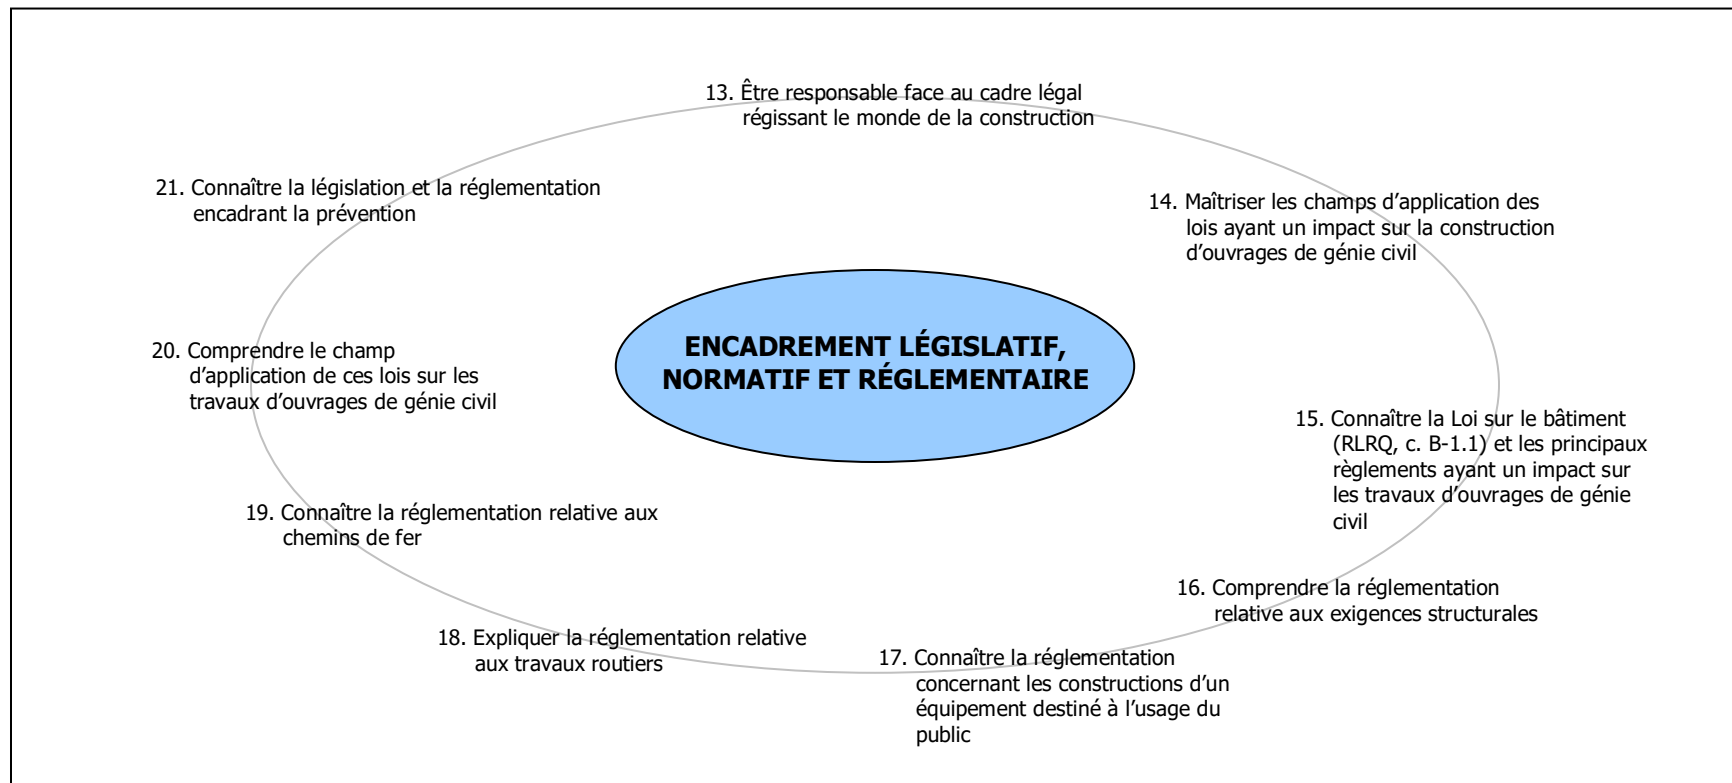 13. Être responsable face au cadre légal
régissant le monde de la construction
21. Connaître la législation et la réglementation
encadrant la prévention
14. Maîtriser les champs d’application des
lois ayant un impact sur la construction
d’ouvrages de génie civil
ENCADREMENT LÉGISLATIF,
NORMATIF ET RÉGLEMENTAIRE
20. Comprendre le champ
d’application de ces lois sur les
travaux d’ouvrages de génie civil
15. Connaître la Loi sur le bâtiment
(RLRQ, c. B-1.1) et les principaux
règlements ayant un impact sur
les travaux d’ouvrages de génie
civil
19. Connaître la réglementation relative aux
chemins de fer
16. Comprendre la réglementation
relative aux exigences structurales
18. Expliquer la réglementation relative
aux travaux routiers
17. Connaître la réglementation
concernant les constructions d’un
équipement destiné à l’usage du
public